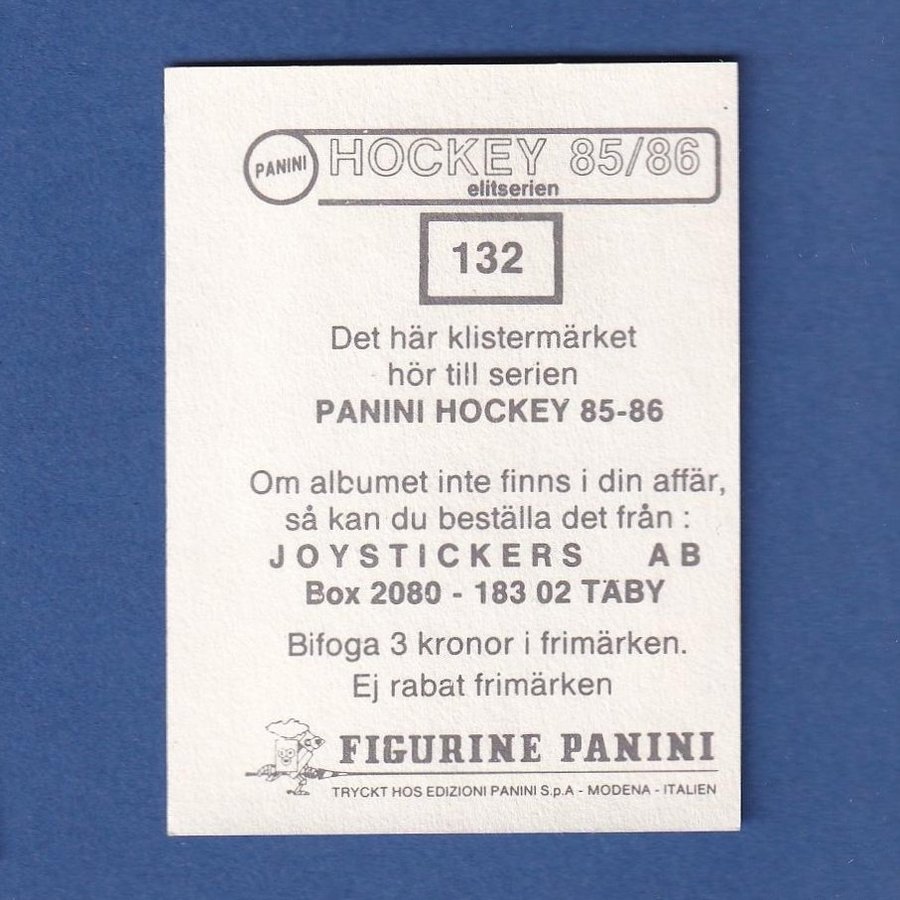 PANINI HOCKEY 85/86
elitserien
132
Det här klistermärket
hör till serien
PANINI HOCKEY 85-86
Om albumet inte finns i din affär,
så kan du beställa det från :
JOYSTICKERS AB
Box 2080 - 183 02 TÄBY
Bifoga 3 kronor i frimärken.
Ej rabat frimärken
FIGURINE PANINI
TRYCKT HOS EDIZIONI PANINI S.p.A - MODENA - ITALIEN